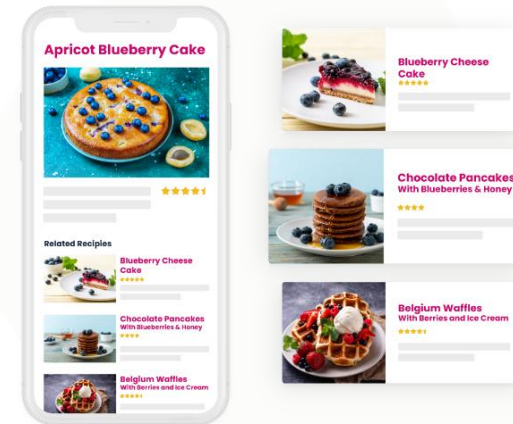 Apricot Blueberry Cake
Related Recipies
Blueberry Cheese
Cake
Chocolate Pancakes
With Blueberries & Honey
Belgium Waffles
With Berries and Ice Cream
Blueberry Cheese
Cake
Chocolate Pancakes
With Blueberries & Honey
Belgium Waffles
With Berries and Ice Cream